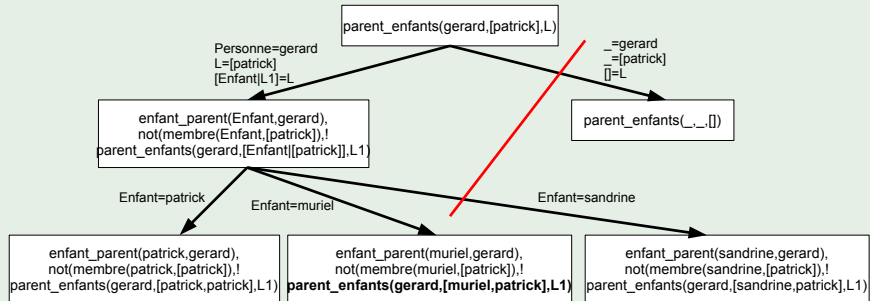 parent_enfants(gerard,[patrick],L)
Personne=gerard
L=[patrick]
[Enfant|L1]=L
_=gerard
_=[patrick]
[]=L
enfant_parent(Enfant,gerard),
not(membre(Enfant,[patrick]),!
parent_enfants(gerard,[Enfant|[patrick]],L1)
parent_enfants(_,_,[])
Enfant=patrick
Enfant=muriel
Enfant=sandrine
enfant_parent(patrick,gerard),
not(membre(patrick,[patrick]),!
parent_enfants(gerard,[patrick,patrick],L1)
enfant_parent(muriel,gerard),
not(membre(muriel,[patrick]),!
parent_enfants(gerard,[muriel,patrick],L1)
enfant_parent(sandrine,gerard),
not(membre(sandrine,[patrick]),!
parent_enfants(gerard,[sandrine,patrick],L1)